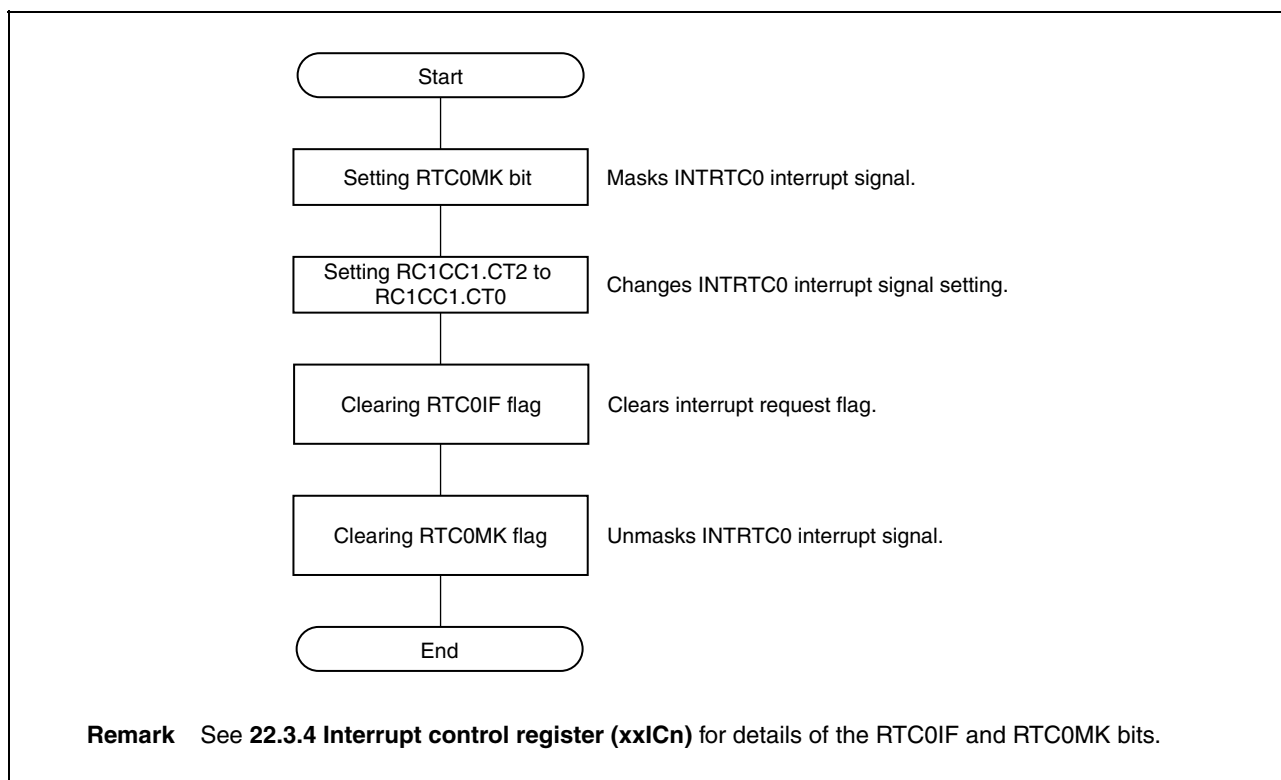 Start
Setting RTC0MK bit
Masks INTRTC0 interrupt signal.
Setting RC1CC1.CT2 to
RC1CC1.CT0
Changes INTRTC0 interrupt signal setting.
Clearing RTC0IF flag
Clears interrupt request flag.
Clearing RTC0MK flag
Unmasks INTRTC0 interrupt signal.
End
Remark See 22.3.4 Interrupt control register (xxICn) for details of the RTC0IF and RTC0MK bits.